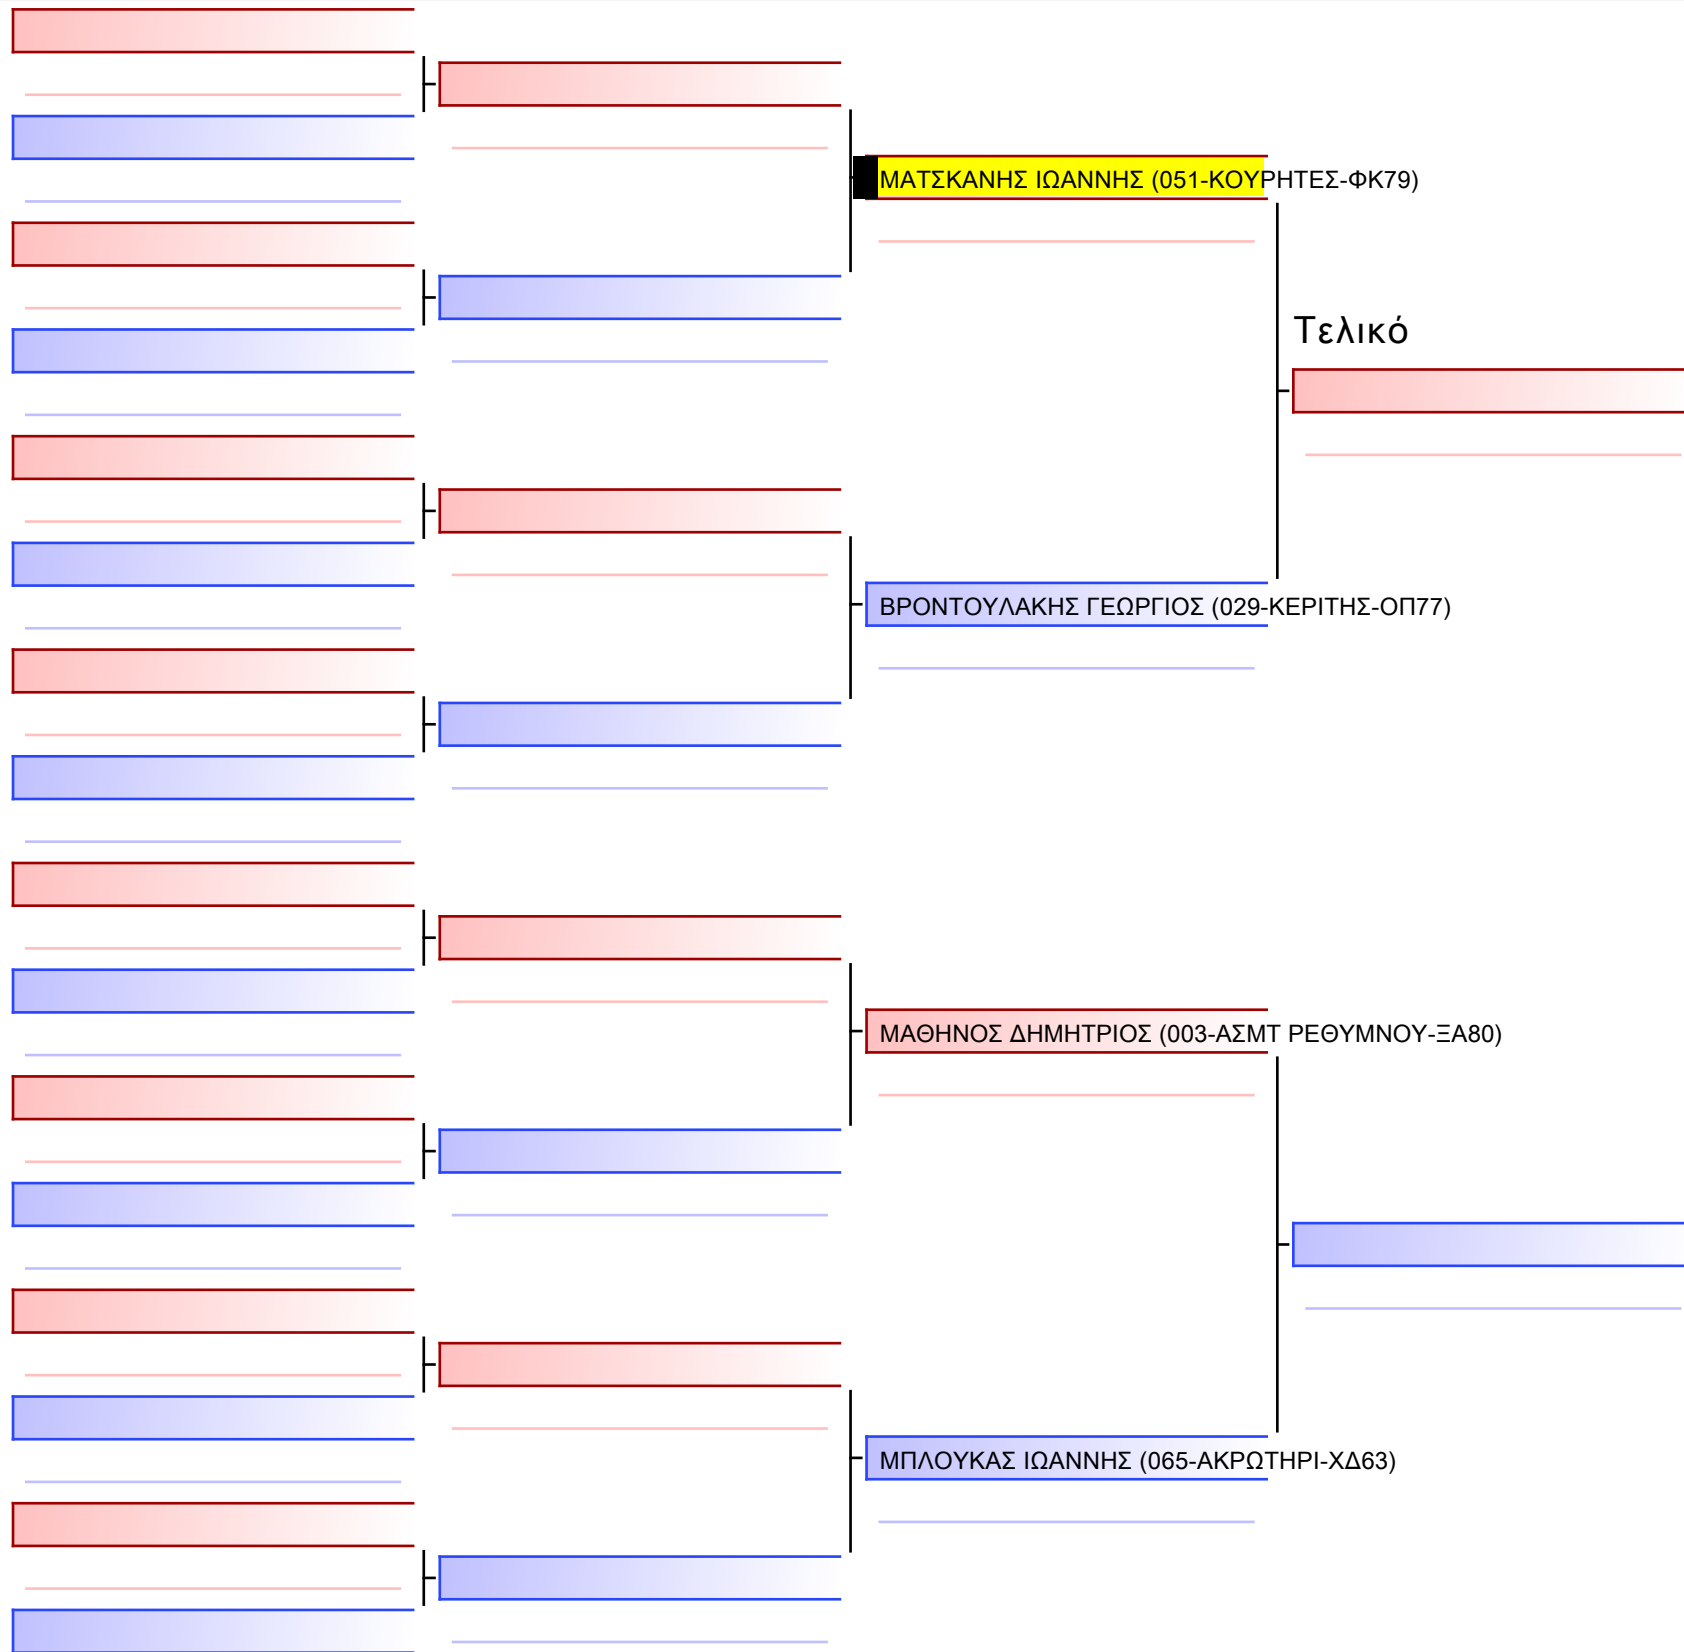 ΜΑΤΣΚΑΝΗΣ ΙΩΑΝΝΗΣ (051-ΚΟΥΡΗΤΕΣ-ΦΚ79)
Τελικό
ΒΡΟΝΤΟΥΛΑΚΗΣ ΓΕΩΡΓΙΟΣ (029-ΚΕΡΙΤΗΣ-ΟΠ77)
ΜΑΘΗΝΟΣ ΔΗΜΗΤΡΙΟΣ (003-ΑΣΜΤ ΡΕΘΥΜΝΟΥ-ΞΑ80)
ΜΠΛΟΥΚΑΣ ΙΩΑΝΝΗΣ (065-ΑΚΡΩΤΗΡΙ-ΧΔ63)